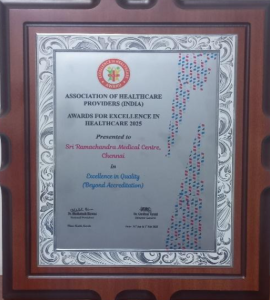 ASSOCIATION OF HEALTHCARE
PROVIDERS (INDIA)
AWARDS FOR EXCELLENCE IN
HEALTHCARE 2025
Presented to
Sri Ramachandra Medical Centre,
Chennai
in
Excellence in Quality
(Beyond Accreditation)